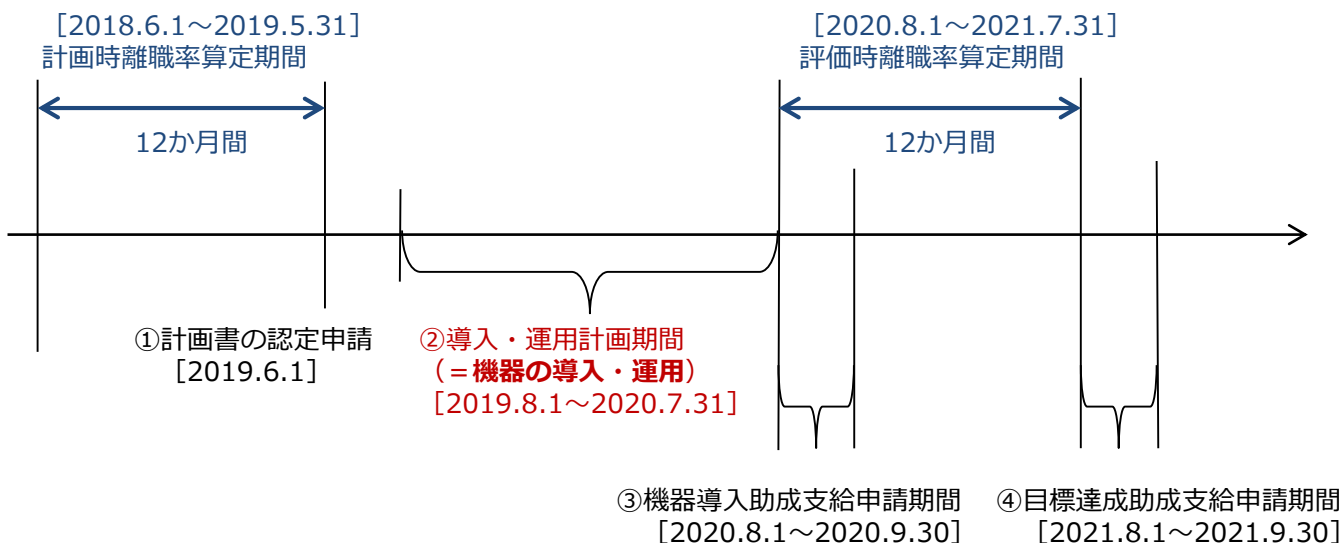 ［2018.6.1～2019.5.31］
計画時離職率算定期間
12か月間
［2020.8.1～2021.7.31］
評価時離職率算定期間
12か月間
①計画書の認定申請
［2019.6.1］
②導入・運用計画期間
（＝機器の導入・運用）
［2019.8.1～2020.7.31］
③機器導入助成支給申請期間
［2020.8.1～2020.9.30］
④目標達成助成支給申請期間
［2021.8.1～2021.9.30］